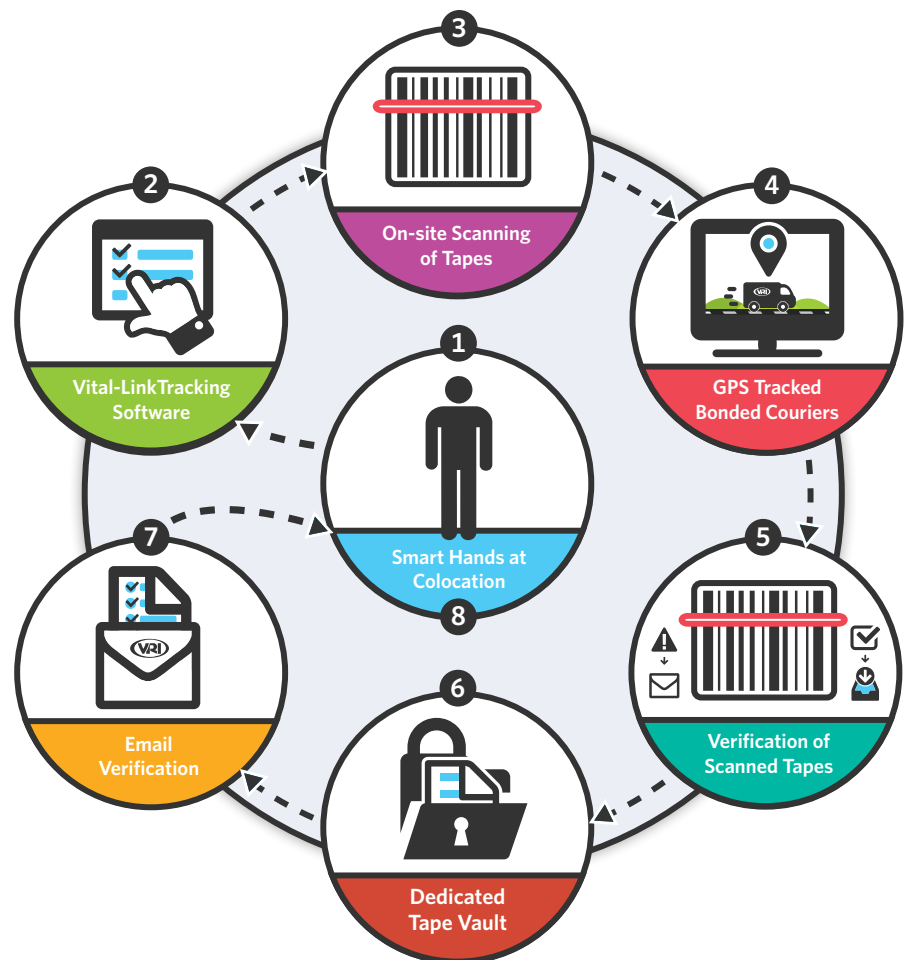 3
On-site Scanning
of Tapes
2
Vital-LinkTracking
Software
4
VRI
GPS Tracked
Bonded Couriers
1
Smart Hands at
Colocation
8
7
VRI
Email
Verification
5
Verification of
Scanned Tapes
6
Dedicated
Tape Vault